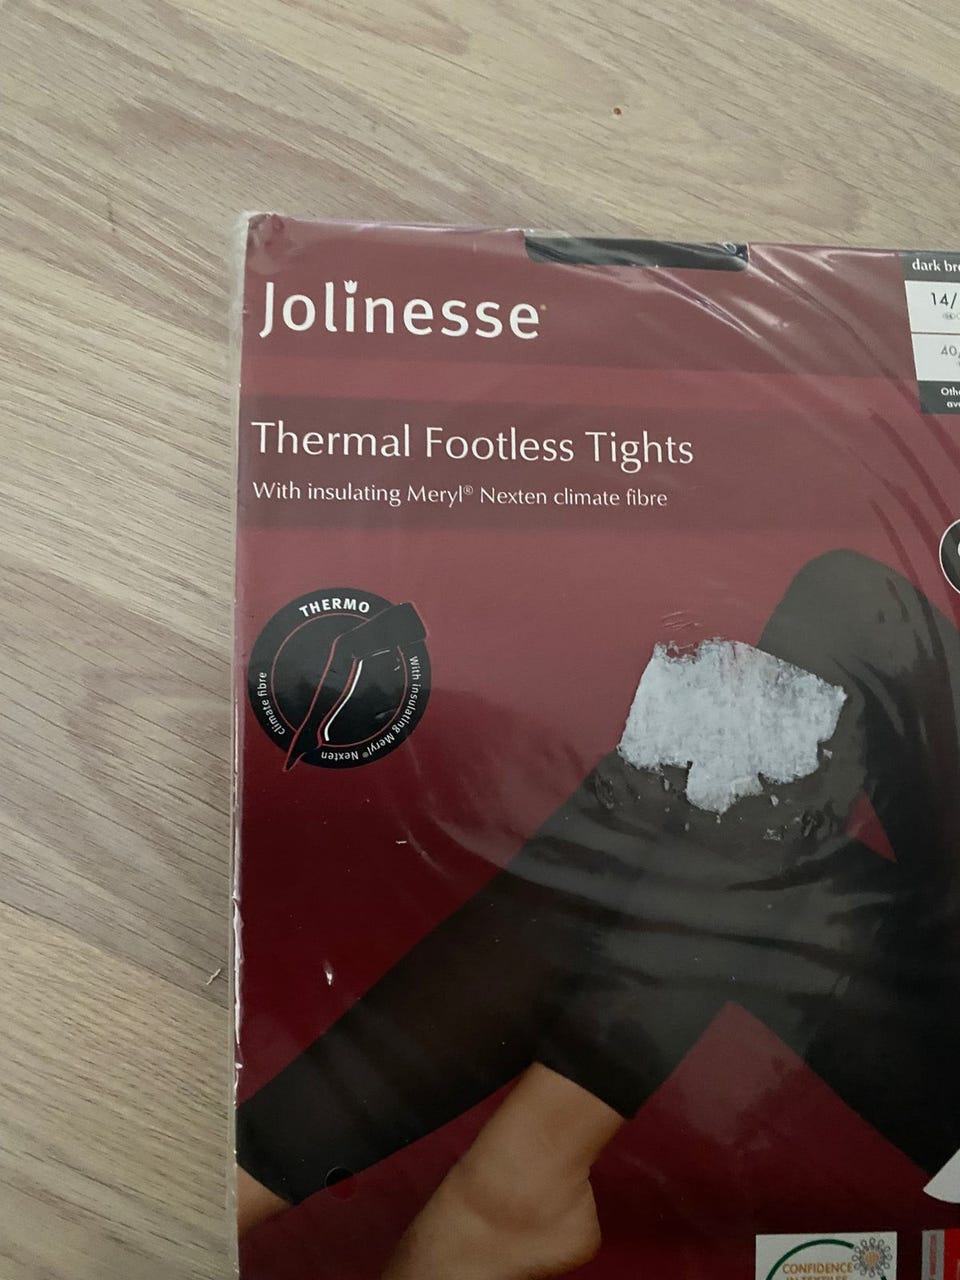 Jolinesse
dark
14/
40
Thermal Footless Tights
With insulating Meryl® Nexten climate fibre
THERMO
climate fibre
With insulating Meryl® Nexten
CONFIDENCE